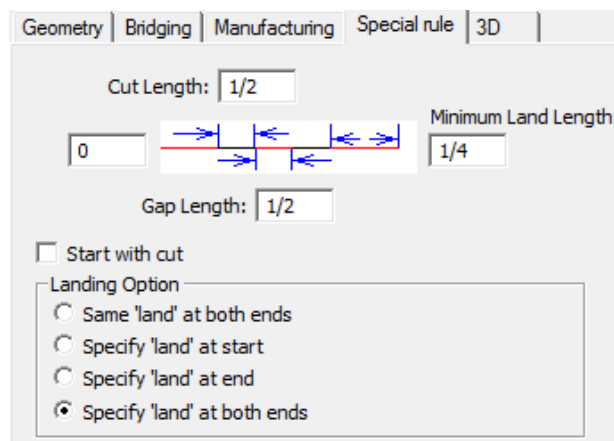 Geometry Bridging Manufacturing Special rule 3D
Cut Length: 1/2
Minimum Land Length
0 1/4
Gap Length: 1/2
Start with cut
Landing Option
Same 'land' at both ends
Specify 'land' at start
Specify 'land' at end
Specify 'land' at both ends